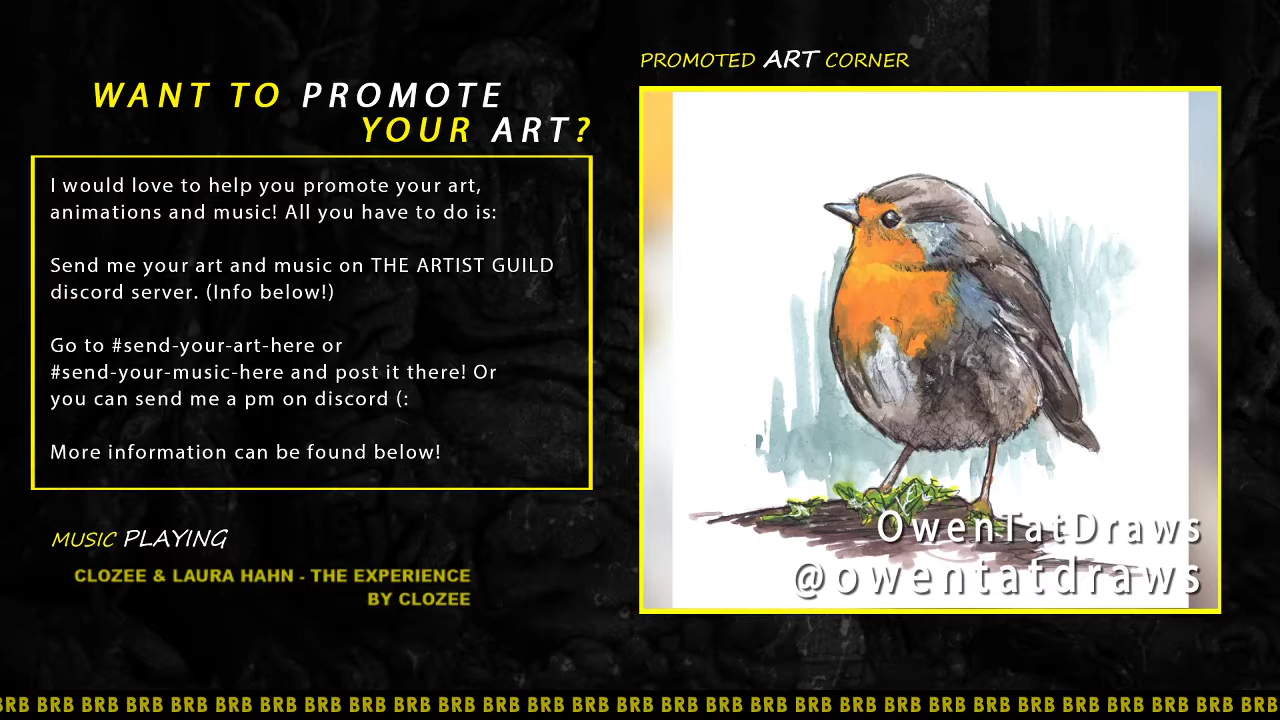 WANT TO PROMOTE
YOUR ART?
I would love to help you promote your art,
animations and music! All you have to do is:
Send me your art and music on THE ARTIST GUILD
discord server. (Info below!)
Go to #send-your-art-here or
#send-your-music-here and post it there! Or
you can send me a pm on discord (:
More information can be found below!
MUSIC PLAYING
CLOZEE & LAURA HAHN - THE EXPERIENCE
BY CLOZEE
PROMOTED ART CORNER
OwenTatDraws
@owentatdraws
BRB BRB BRB BRB BRB BRB BRB BRB BRB BRB BRB BRB BRB BRB BRB BRB BRB BRB BRB BRB BRB BRB BRB BRB BRB BRB BRB BRB BRB